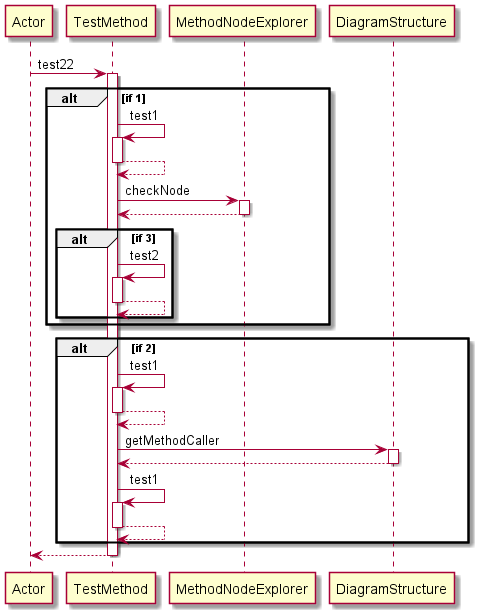 Actor TestMethod MethodNodeExplorer DiagramStructure
test22
alt [if 1]
test1
checkNode
alt [if 3]
test2
alt [if 2]
test1
getMethodCaller
test1
Actor TestMethod MethodNodeExplorer DiagramStructure